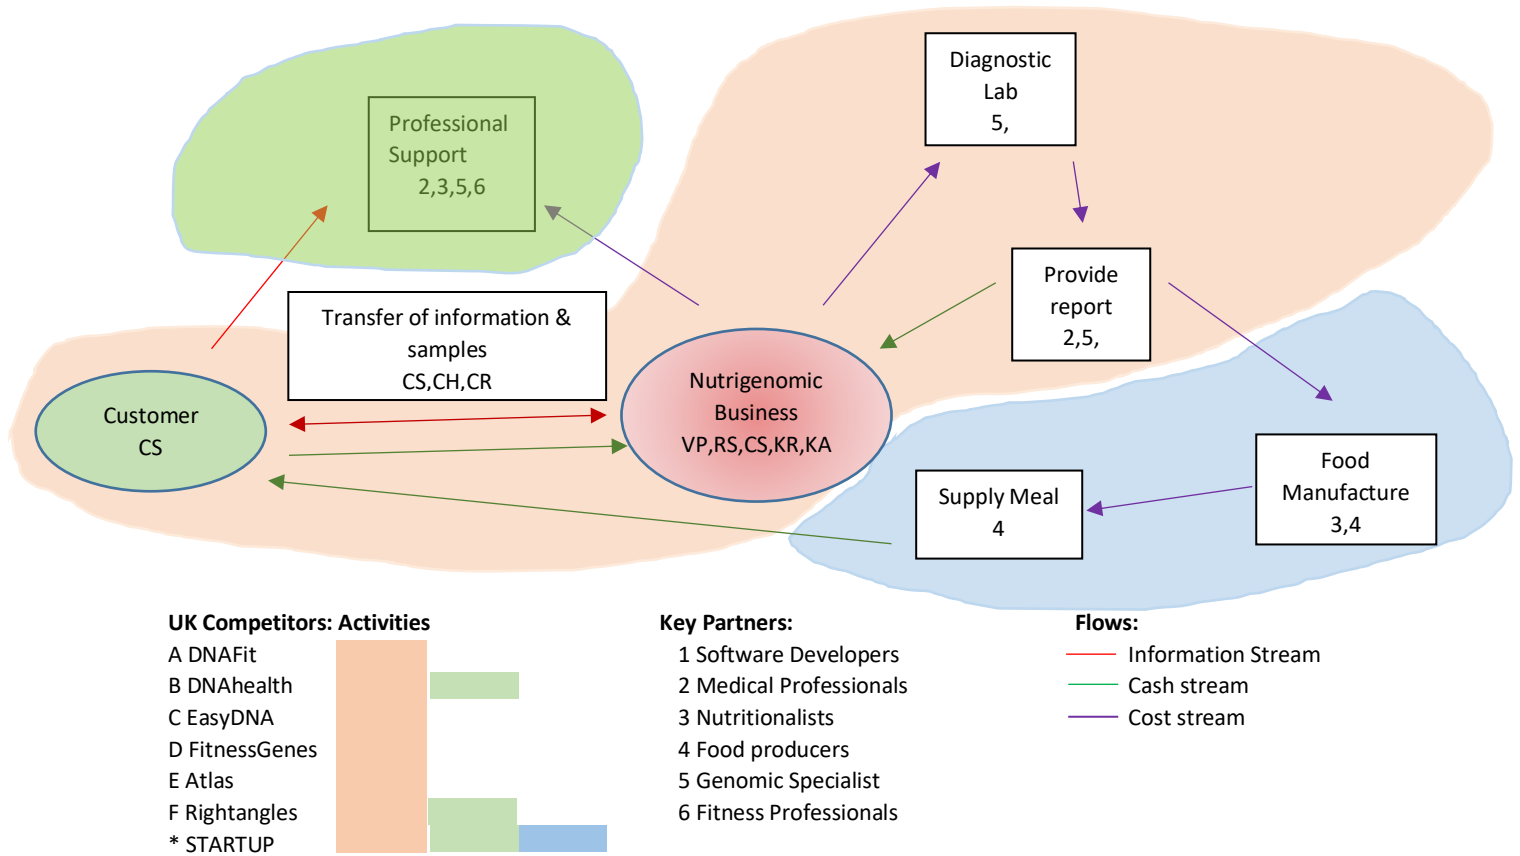 Diagnostic
Lab
5,
Professional
Support
2,3,5,6
Provide
report
2,5,
Transfer of information &
samples
CS,CH,CR
Customer
CS
Nutrigenomic
Business
VP,RS,CS,KR,KA
Supply Meal
4
Food
Manufacture
3,4
UK Competitors: Activities
A DNAFit
B DNAhealth
C EasyDNA
D FitnessGenes
E Atlas
F Rightangles
* STARTUP
Key Partners:
1 Software Developers
2 Medical Professionals
3 Nutritionalists
4 Food producers
5 Genomic Specialist
6 Fitness Professionals
Flows:
Information Stream
Cash stream
Cost stream